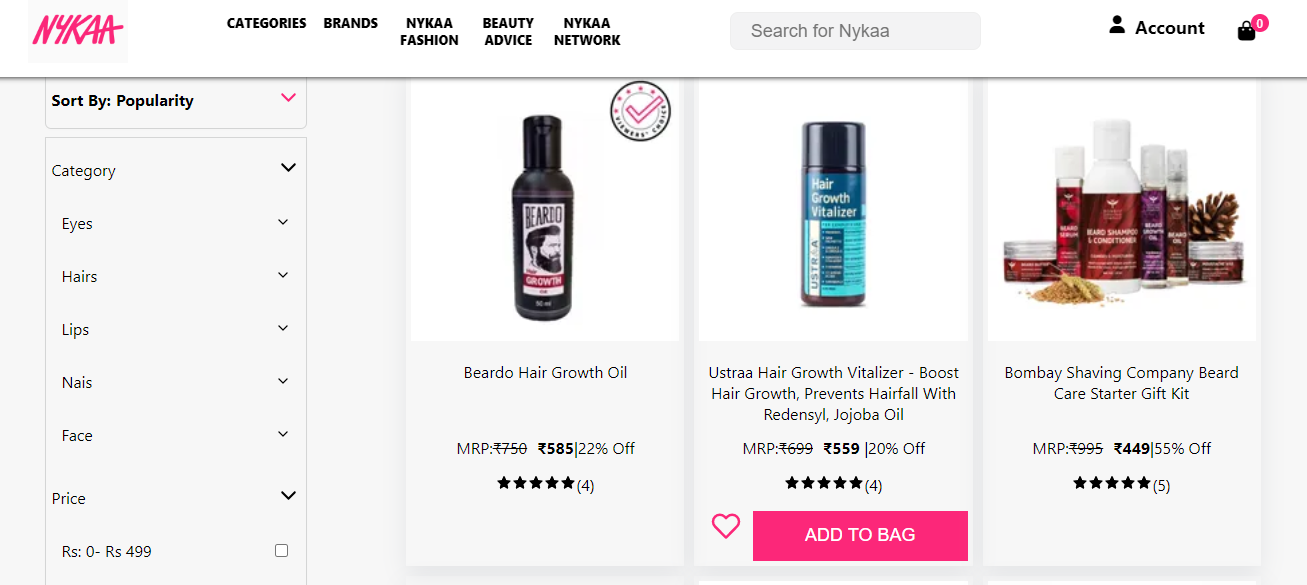 NYKAA
CATEGORIES
BRANDS
NYKAA
FASHION
BEAUTY
ADVICE
NYKAA
NETWORK
Search for Nykaa
Account
0
Sort By: Popularity
Category
Eyes
Hairs
Lips
Nais
Face
Price
Rs: 0- Rs 499
VIEWERS' CHOICE
BEARDO
HAIR
GROWTH
OIL
50 ml
Beardo Hair Growth Oil
MRP:₹750 ₹585|22% Off
(4)
Hair
Growth
Vitalizer
USTRAA
Ustraa Hair Growth Vitalizer - Boost
Hair Growth, Prevents Hairfall With
Redensyl, Jojoba Oil
MRP:₹699 ₹559 |20% Off
(4)
ADD TO BAG
BEARD
SERUM
BEARD SHAMPOO
& CONDITIONER
BEARD
GROWTH
OIL
BEARD
OIL
Bombay Shaving Company Beard
Care Starter Gift Kit
MRP:₹995 ₹449|55% Off
(5)